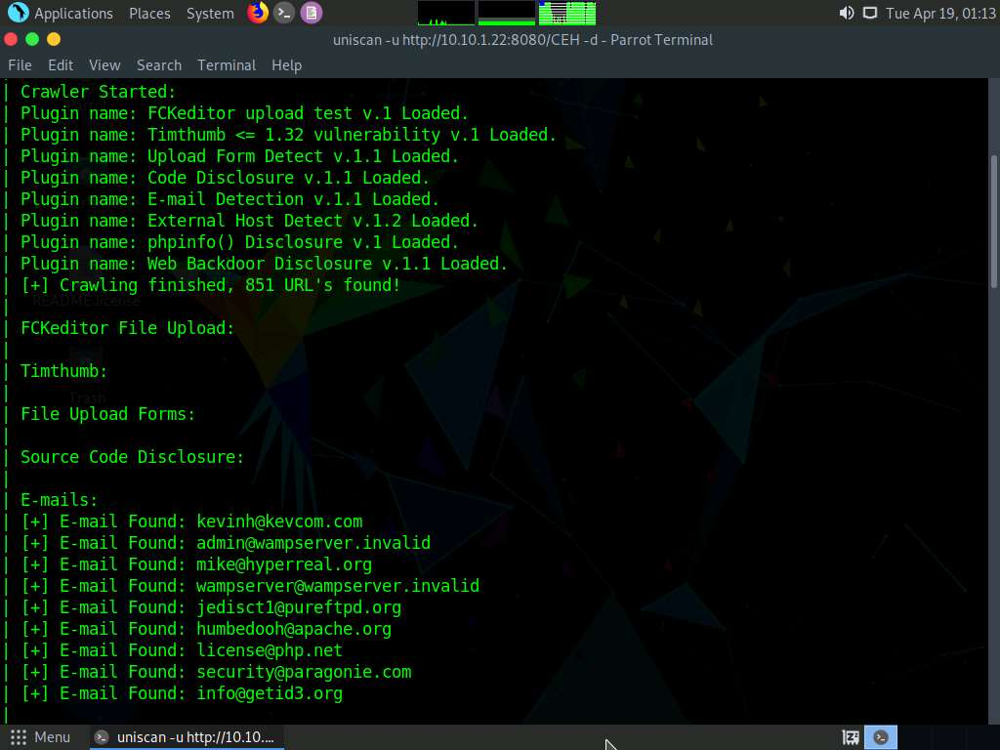 Applications Places System Tue Apr 19, 01:13
uniscan -u http://10.10.1.22:8080/CEH -d - Parrot Terminal
File Edit View Search Terminal Help
| Crawler Started:
| Plugin name: FCKeditor upload test v.1 Loaded.
| Plugin name: Timthumb <= 1.32 vulnerability v.1 Loaded.
| Plugin name: Upload Form Detect v.1.1 Loaded.
| Plugin name: Code Disclosure v.1.1 Loaded.
| Plugin name: E-mail Detection v.1.1 Loaded.
| Plugin name: External Host Detect v.1.2 Loaded.
| Plugin name: phpinfo() Disclosure v.1 Loaded.
| Plugin name: Web Backdoor Disclosure v.1.1 Loaded.
| [+] Crawling finished, 851 URL's found!
|
README.license
| FCKeditor File Upload:
|
| Timthumb:
|
Trash
| File Upload Forms:
|
| Source Code Disclosure:
|
| E-mails:
| [+] E-mail Found: kevinh@kevcom.com
| [+] E-mail Found: admin@wampserver.invalid
| [+] E-mail Found: mike@hyperreal.org
| [+] E-mail Found: wampserver@wampserver.invalid
| [+] E-mail Found: jedisct1@pureftpd.org
| [+] E-mail Found: humbedooh@apache.org
| [+] E-mail Found: license@php.net
| [+] E-mail Found: security@paragonie.com
| [+] E-mail Found: info@getid3.org
|
Menu uniscan -u http://10.10....